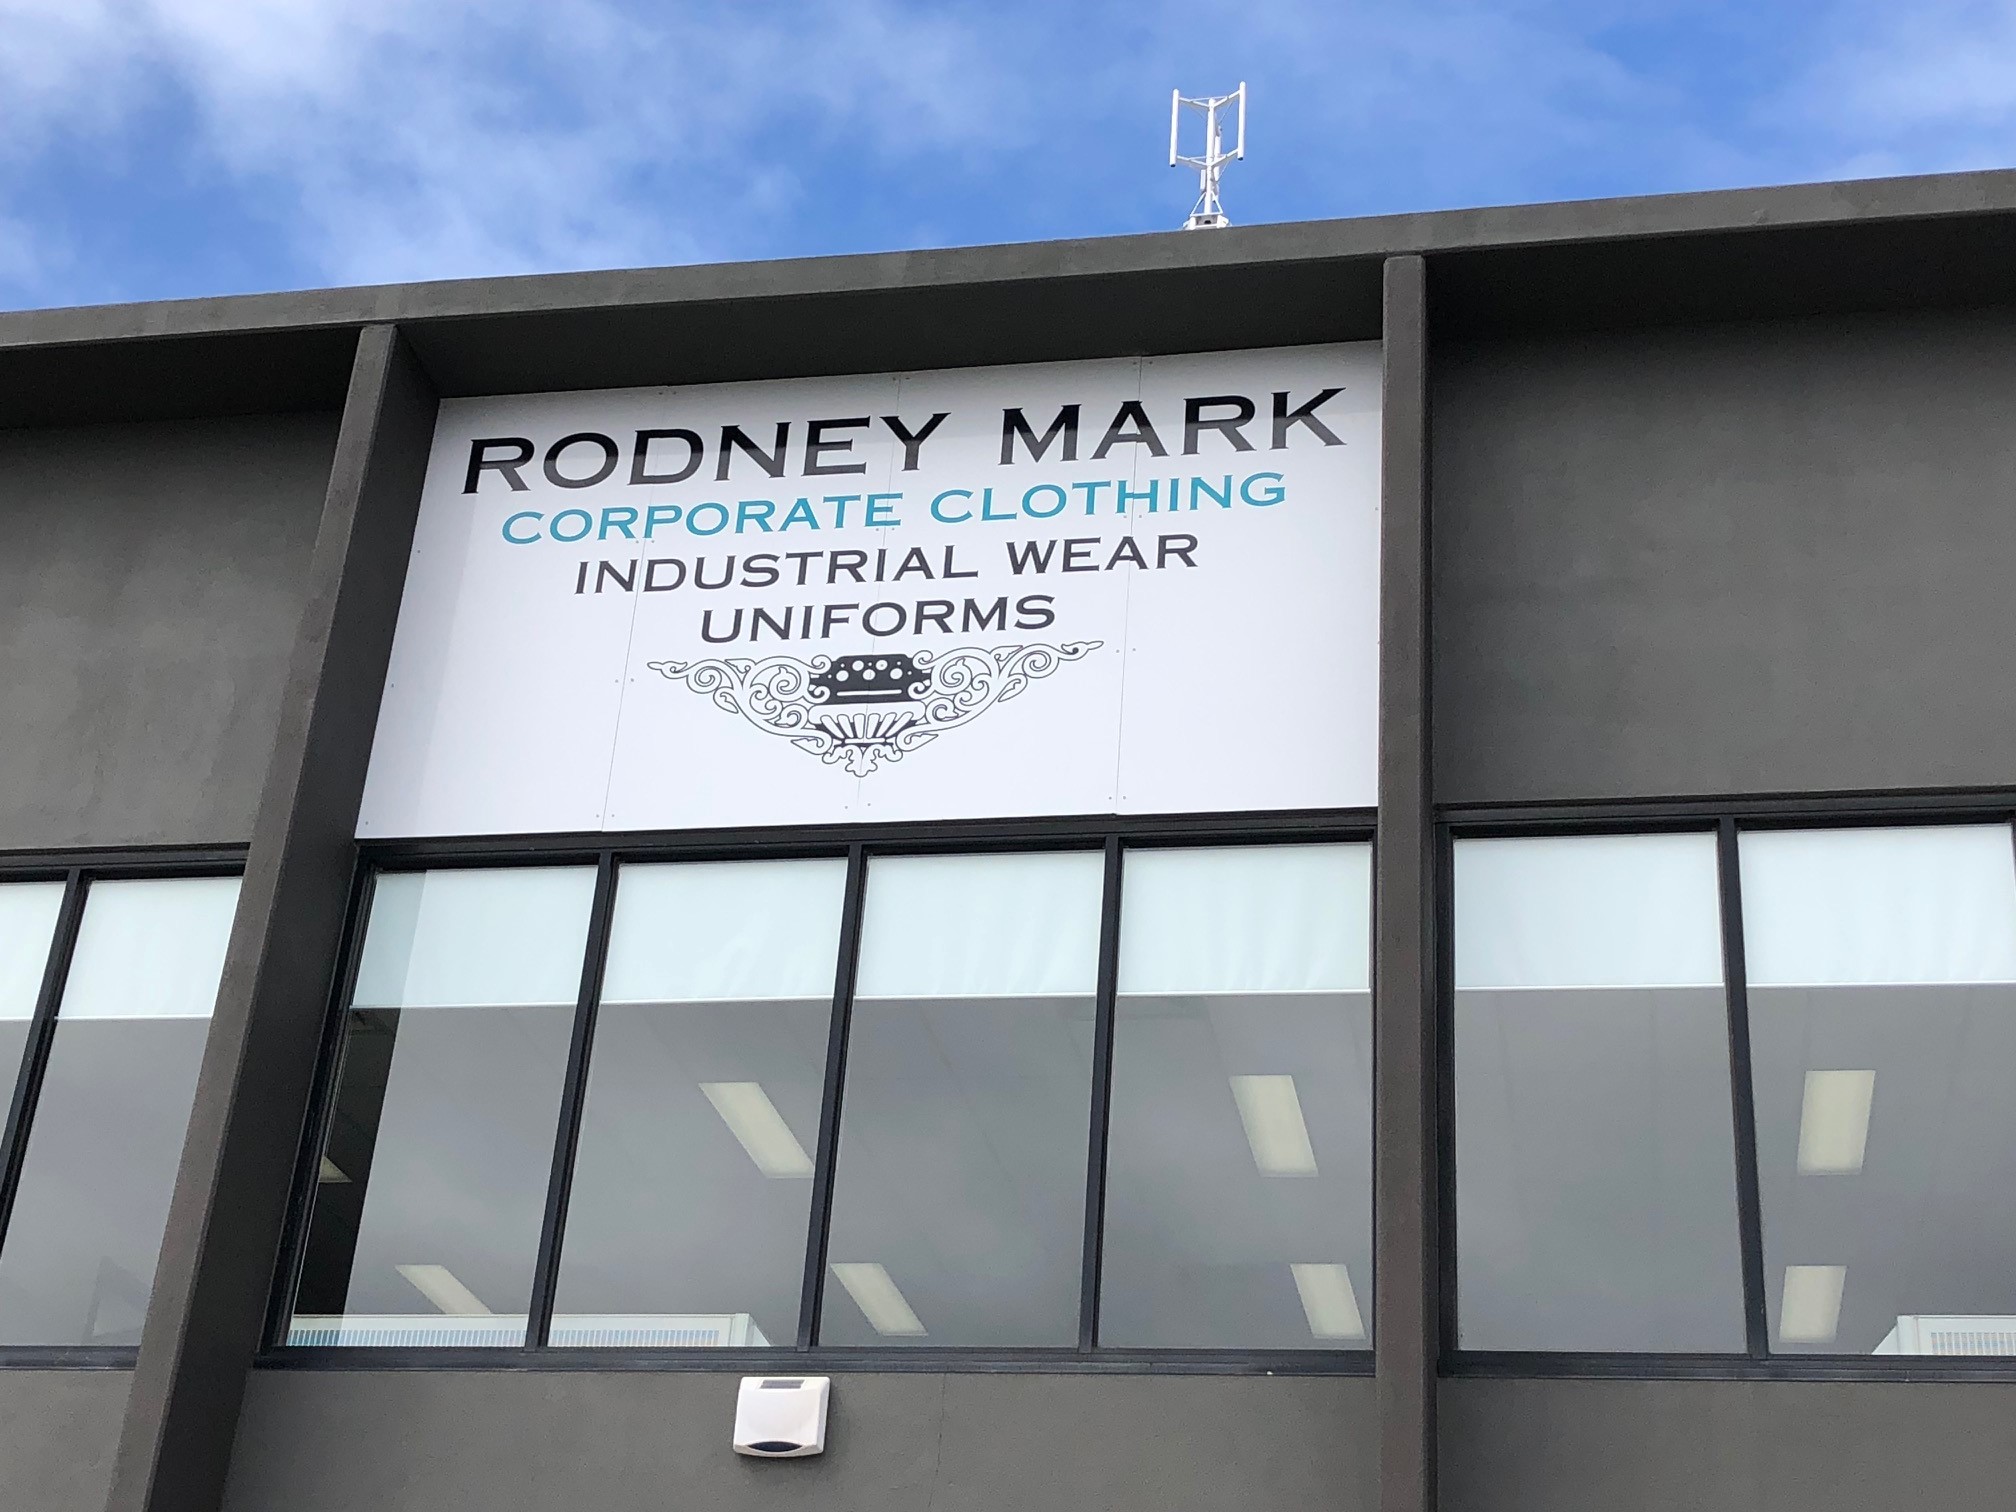 RODNEY MARK
CORPORATE CLOTHING
INDUSTRIAL WEAR
UNIFORMS